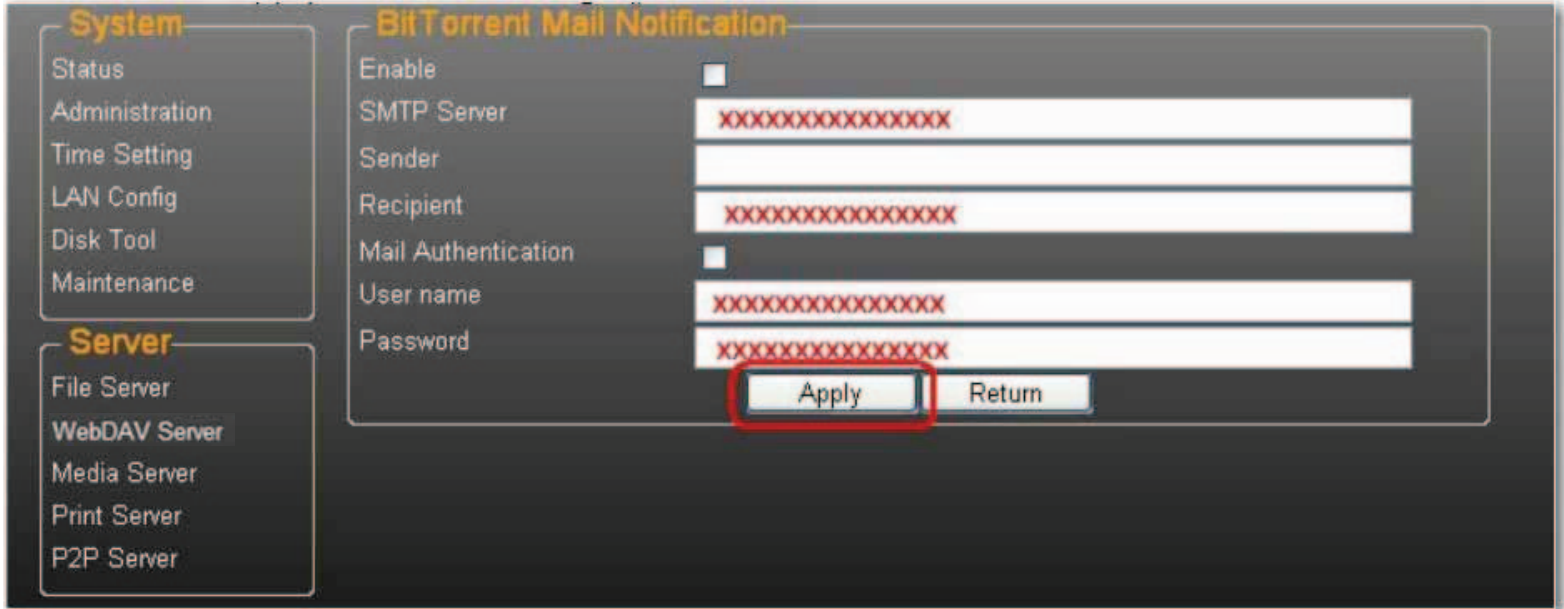 System
Status
Administration
Time Setting
LAN Config
Disk Tool
Maintenance
Server
File Server
WebDAV Server
Media Server
Print Server
P2P Server
BitTorrent Mail Notification
Enable
SMTP Server XXXXXXXXXXXXXXX
Sender
Recipient XXXXXXXXXXXXXXX
Mail Authentication
User name XXXXXXXXXXXXXXX
Password XXXXXXXXXXXXXXX
Apply Return